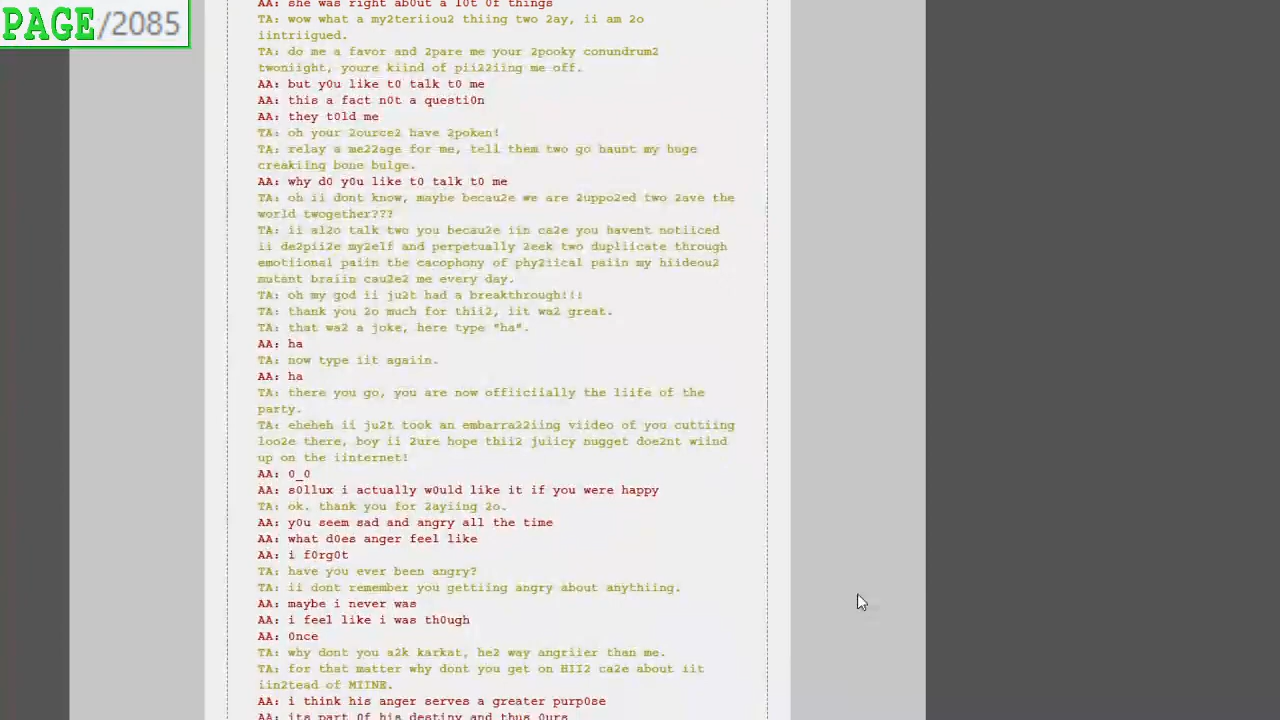 PAGE/2085
AA: she was right ab0ut a l0t 0f things
TA: wow what a my2teriiou2 thiing two 2ay, ii am 2o
iintriigued.
TA: do me a favor and 2pare me your 2pooky conundrum2
twoniight, youre kiind of pii22iing me off.
AA: but y0u like t0 talk t0 me
AA: this a fact n0t a questi0n
AA: they t0ld me
TA: oh your 2ource2 have 2poken!
TA: relay a me22age for me, tell them two go haunt my huge
creakiing bone bulge.
AA: why d0 y0u like t0 talk t0 me
TA: oh ii dont know, maybe becau2e we are 2uppo2ed two 2ave the
world twogether???
TA: ii al2o talk two you becau2e iin ca2e you havent notiiced
ii de2pii2e my2elf and perpetually 2eek two dupliicate through
emotiional paiin the cacophony of phy2iical paiin my hiideou2
mutant braiin cau2e2 me every day.
TA: oh my god ii ju2t had a breakthrough!!!
TA: thank you 2o much for thii2, iit wa2 great.
TA: that wa2 a joke, here type "ha".
AA: ha
TA: now type iit agaiin.
AA: ha
TA: there you go, you are now offiiciially the liife of the
party.
TA: eheheh ii ju2t took an embarra22iing viideo of you cuttiing
loo2e there, boy ii 2ure hope thii2 juiicy nugget doe2nt wiind
up on the iinternet!
AA: 0_0
AA: s0llux i actually w0uld like it if you were happy
TA: ok. thank you for 2ayiing 2o.
AA: y0u seem sad and angry all the time
AA: what d0es anger feel like
AA: i f0rg0t
TA: have you ever been angry?
TA: ii dont remember you gettiing angry about anythiing.
AA: maybe i never was
AA: i feel like i was th0ugh
AA: 0nce
TA: why dont you a2k karkat, he2 way angriier than me.
TA: for that matter why dont you get on HII2 ca2e about iit
iin2tead of MIINE.
AA: i think his anger serves a greater purp0se
AA: its part 0f his destiny and thus 0urs